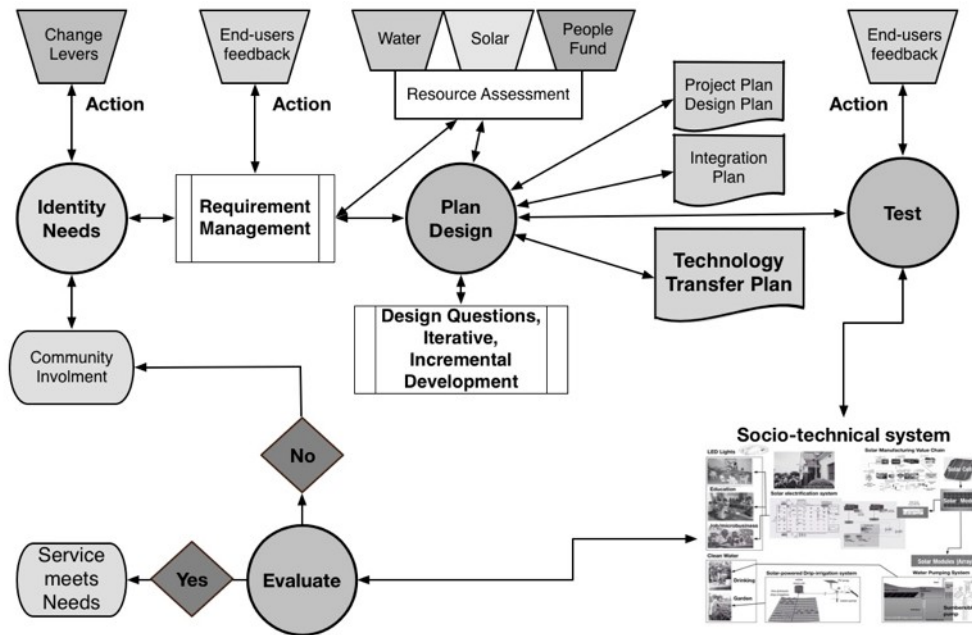 Change
Levers
End-users
feedback
Water
Solar
People
Fund
End-users
feedback
Action
Action
Resource Assessment
Project Plan
Design Plan
Action
Integration
Plan
Identity
Needs
Requirement
Management
Plan
Design
Test
Technology
Transfer Plan
Design Questions,
Iterative,
Incremental
Development
Community
Involment
No
Socio-technical system
LED Lights
Solar Manufacturing Value Chain
Education
Solar electrification system
Clean Water
Solar Modules (Array)
Solar-powered Drip-irrigation system
Water Pumping System
Drinking
Garden
pump
Service
meets
Needs
Yes
Evaluate